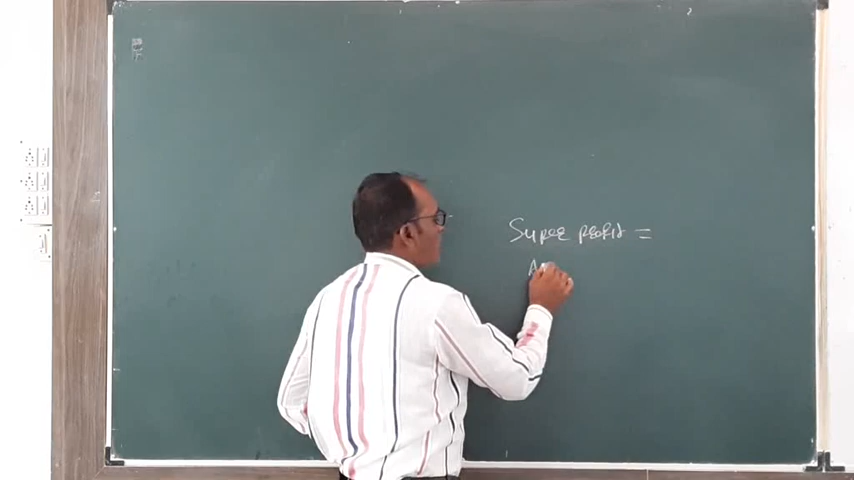 Super profit =
A